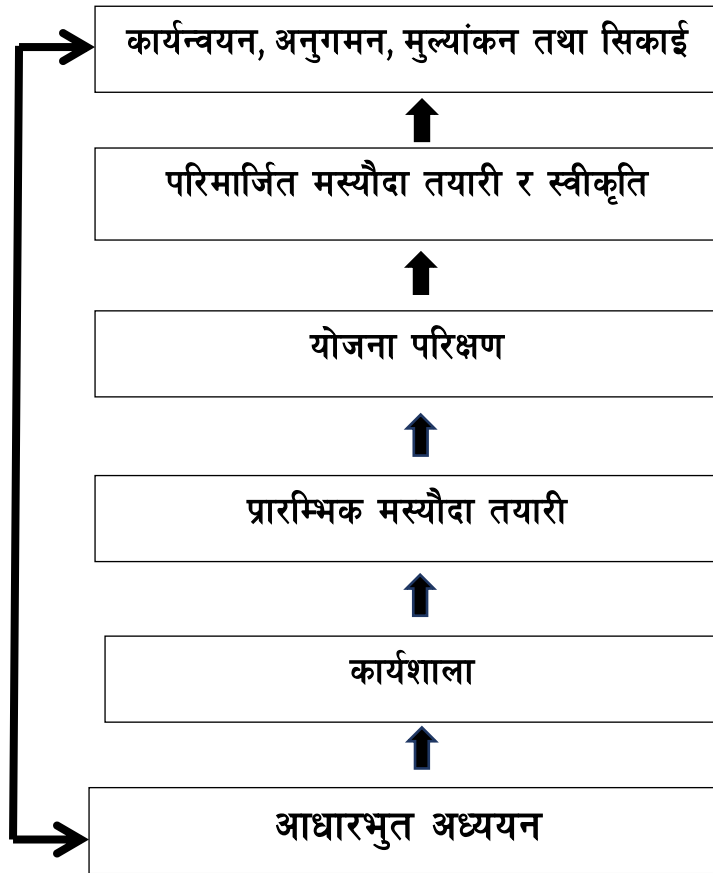 कार्यन्वयन, अनुगमन, मुल्यांकन तथा सिकाई
परिमार्जित मस्यौदा तयारी र स्वीकृति
योजना परिक्षण
प्रारम्भिक मस्यौदा तयारी
कार्यशाला
आधारभुत अध्ययन